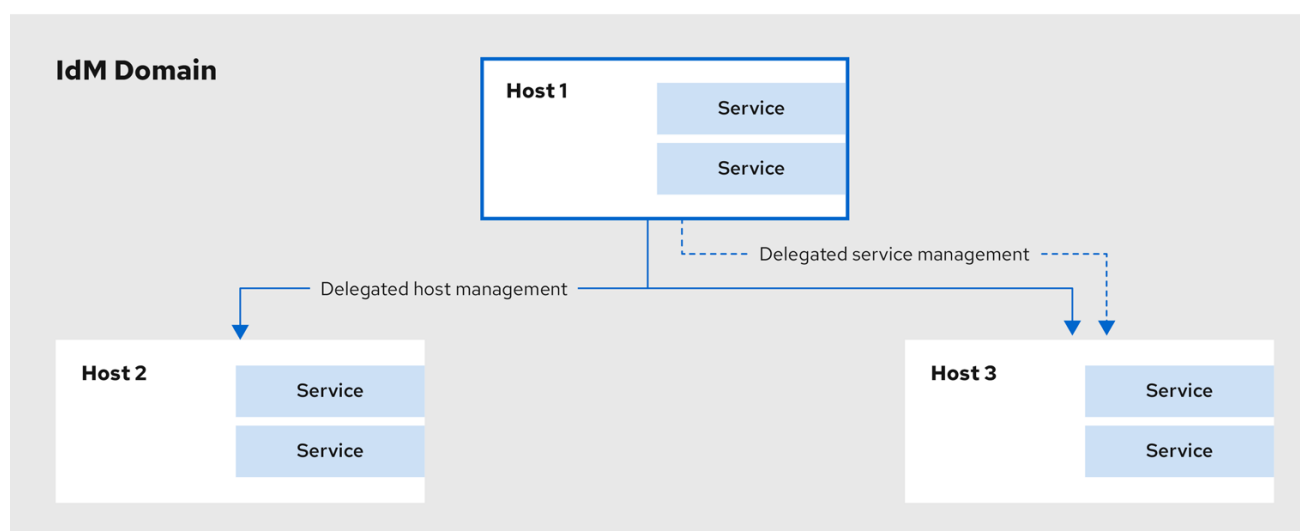 IdM Domain
Host 1
Service
Service
Delegated service management
Delegated host management
Host 2
Service
Service
Host 3
Service
Service